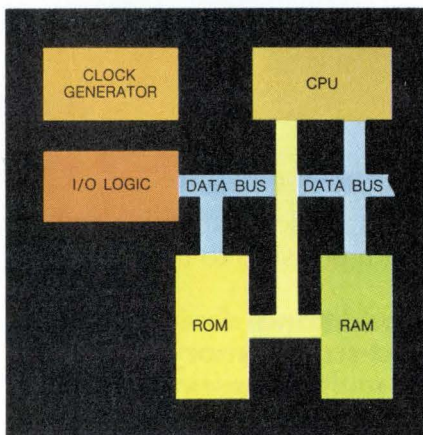 CLOCK
GENERATOR
CPU
I/O LOGIC
DATA BUS
DATA BUS
ROM
RAM